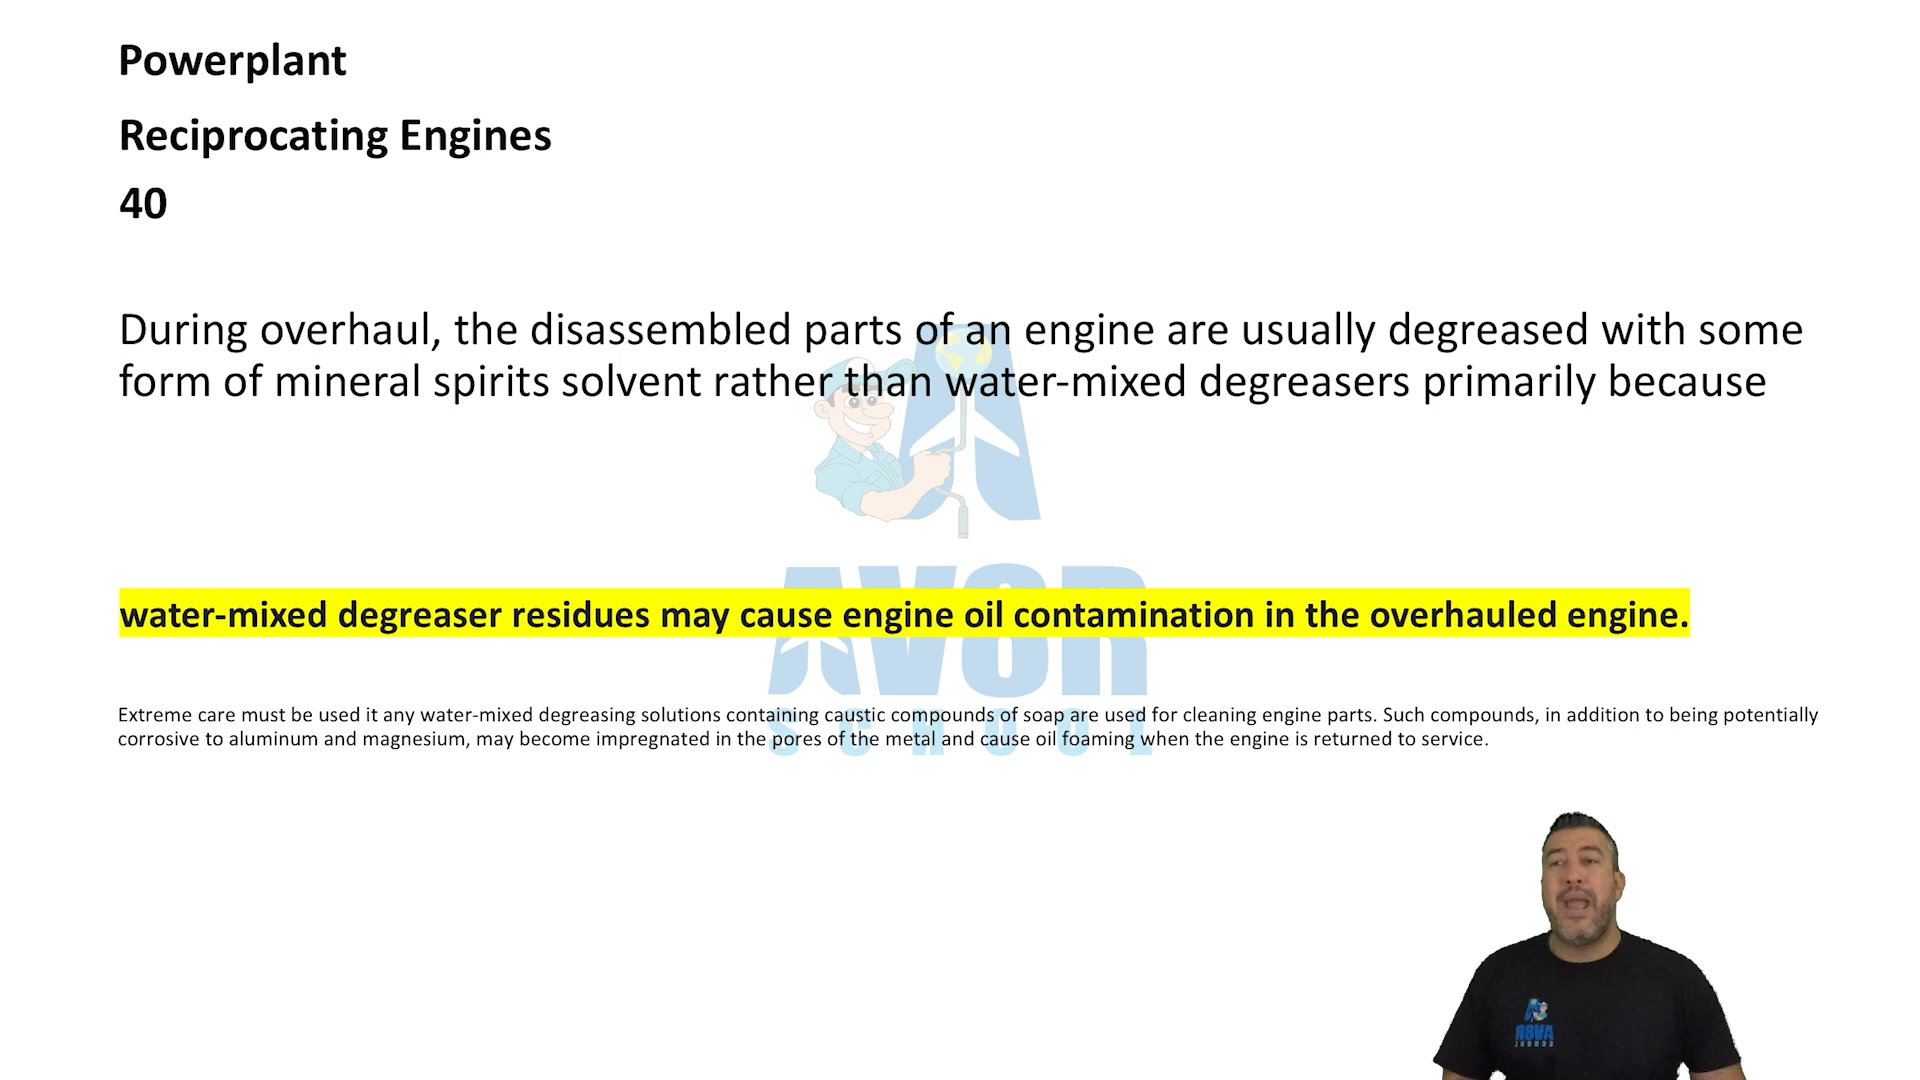 Powerplant
Reciprocating Engines
40
During overhaul, the disassembled parts of an engine are usually degreased with some
form of mineral spirits solvent rather than water-mixed degreasers primarily because
water-mixed degreaser residues may cause engine oil contamination in the overhauled engine.
Extreme care must be used it any water-mixed degreasing solutions containing caustic compounds of soap are used for cleaning engine parts. Such compounds, in addition to being potentially
corrosive to aluminum and magnesium, may become impregnated in the pores of the metal and cause oil foaming when the engine is returned to service.
AV8R
SCHOOL